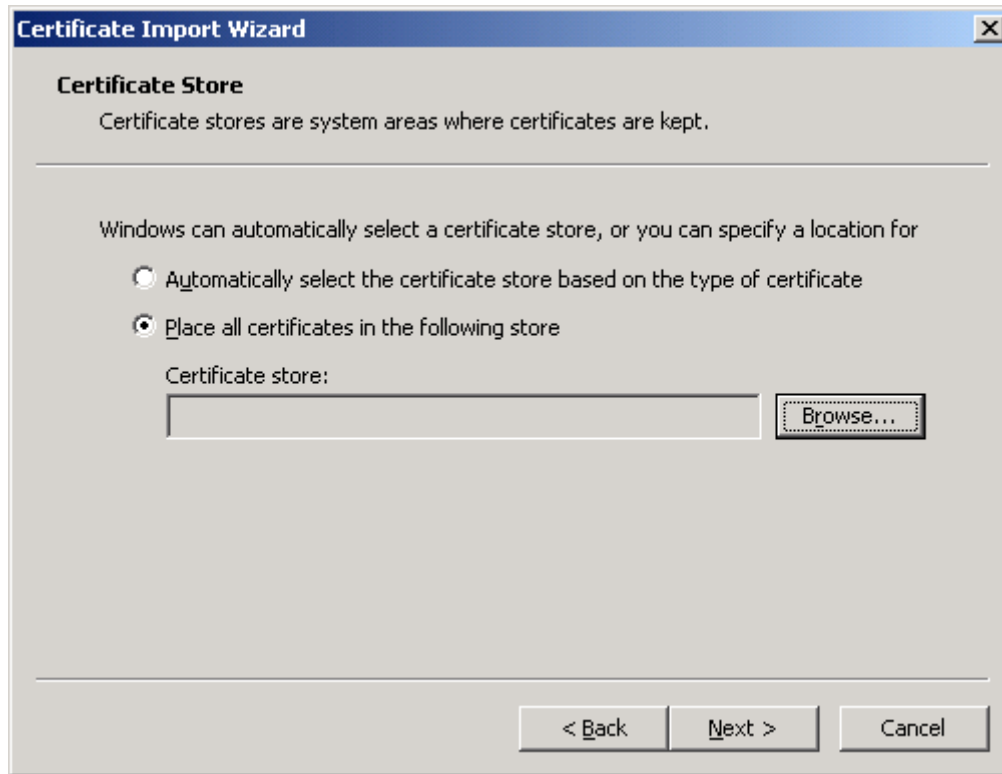 Certificate Import Wizard
Certificate Store
Certificate stores are system areas where certificates are kept.
Windows can automatically select a certificate store, or you can specify a location for
Automatically select the certificate store based on the type of certificate
Place all certificates in the following store
Certificate store:
Browse...
< Back
Next >
Cancel